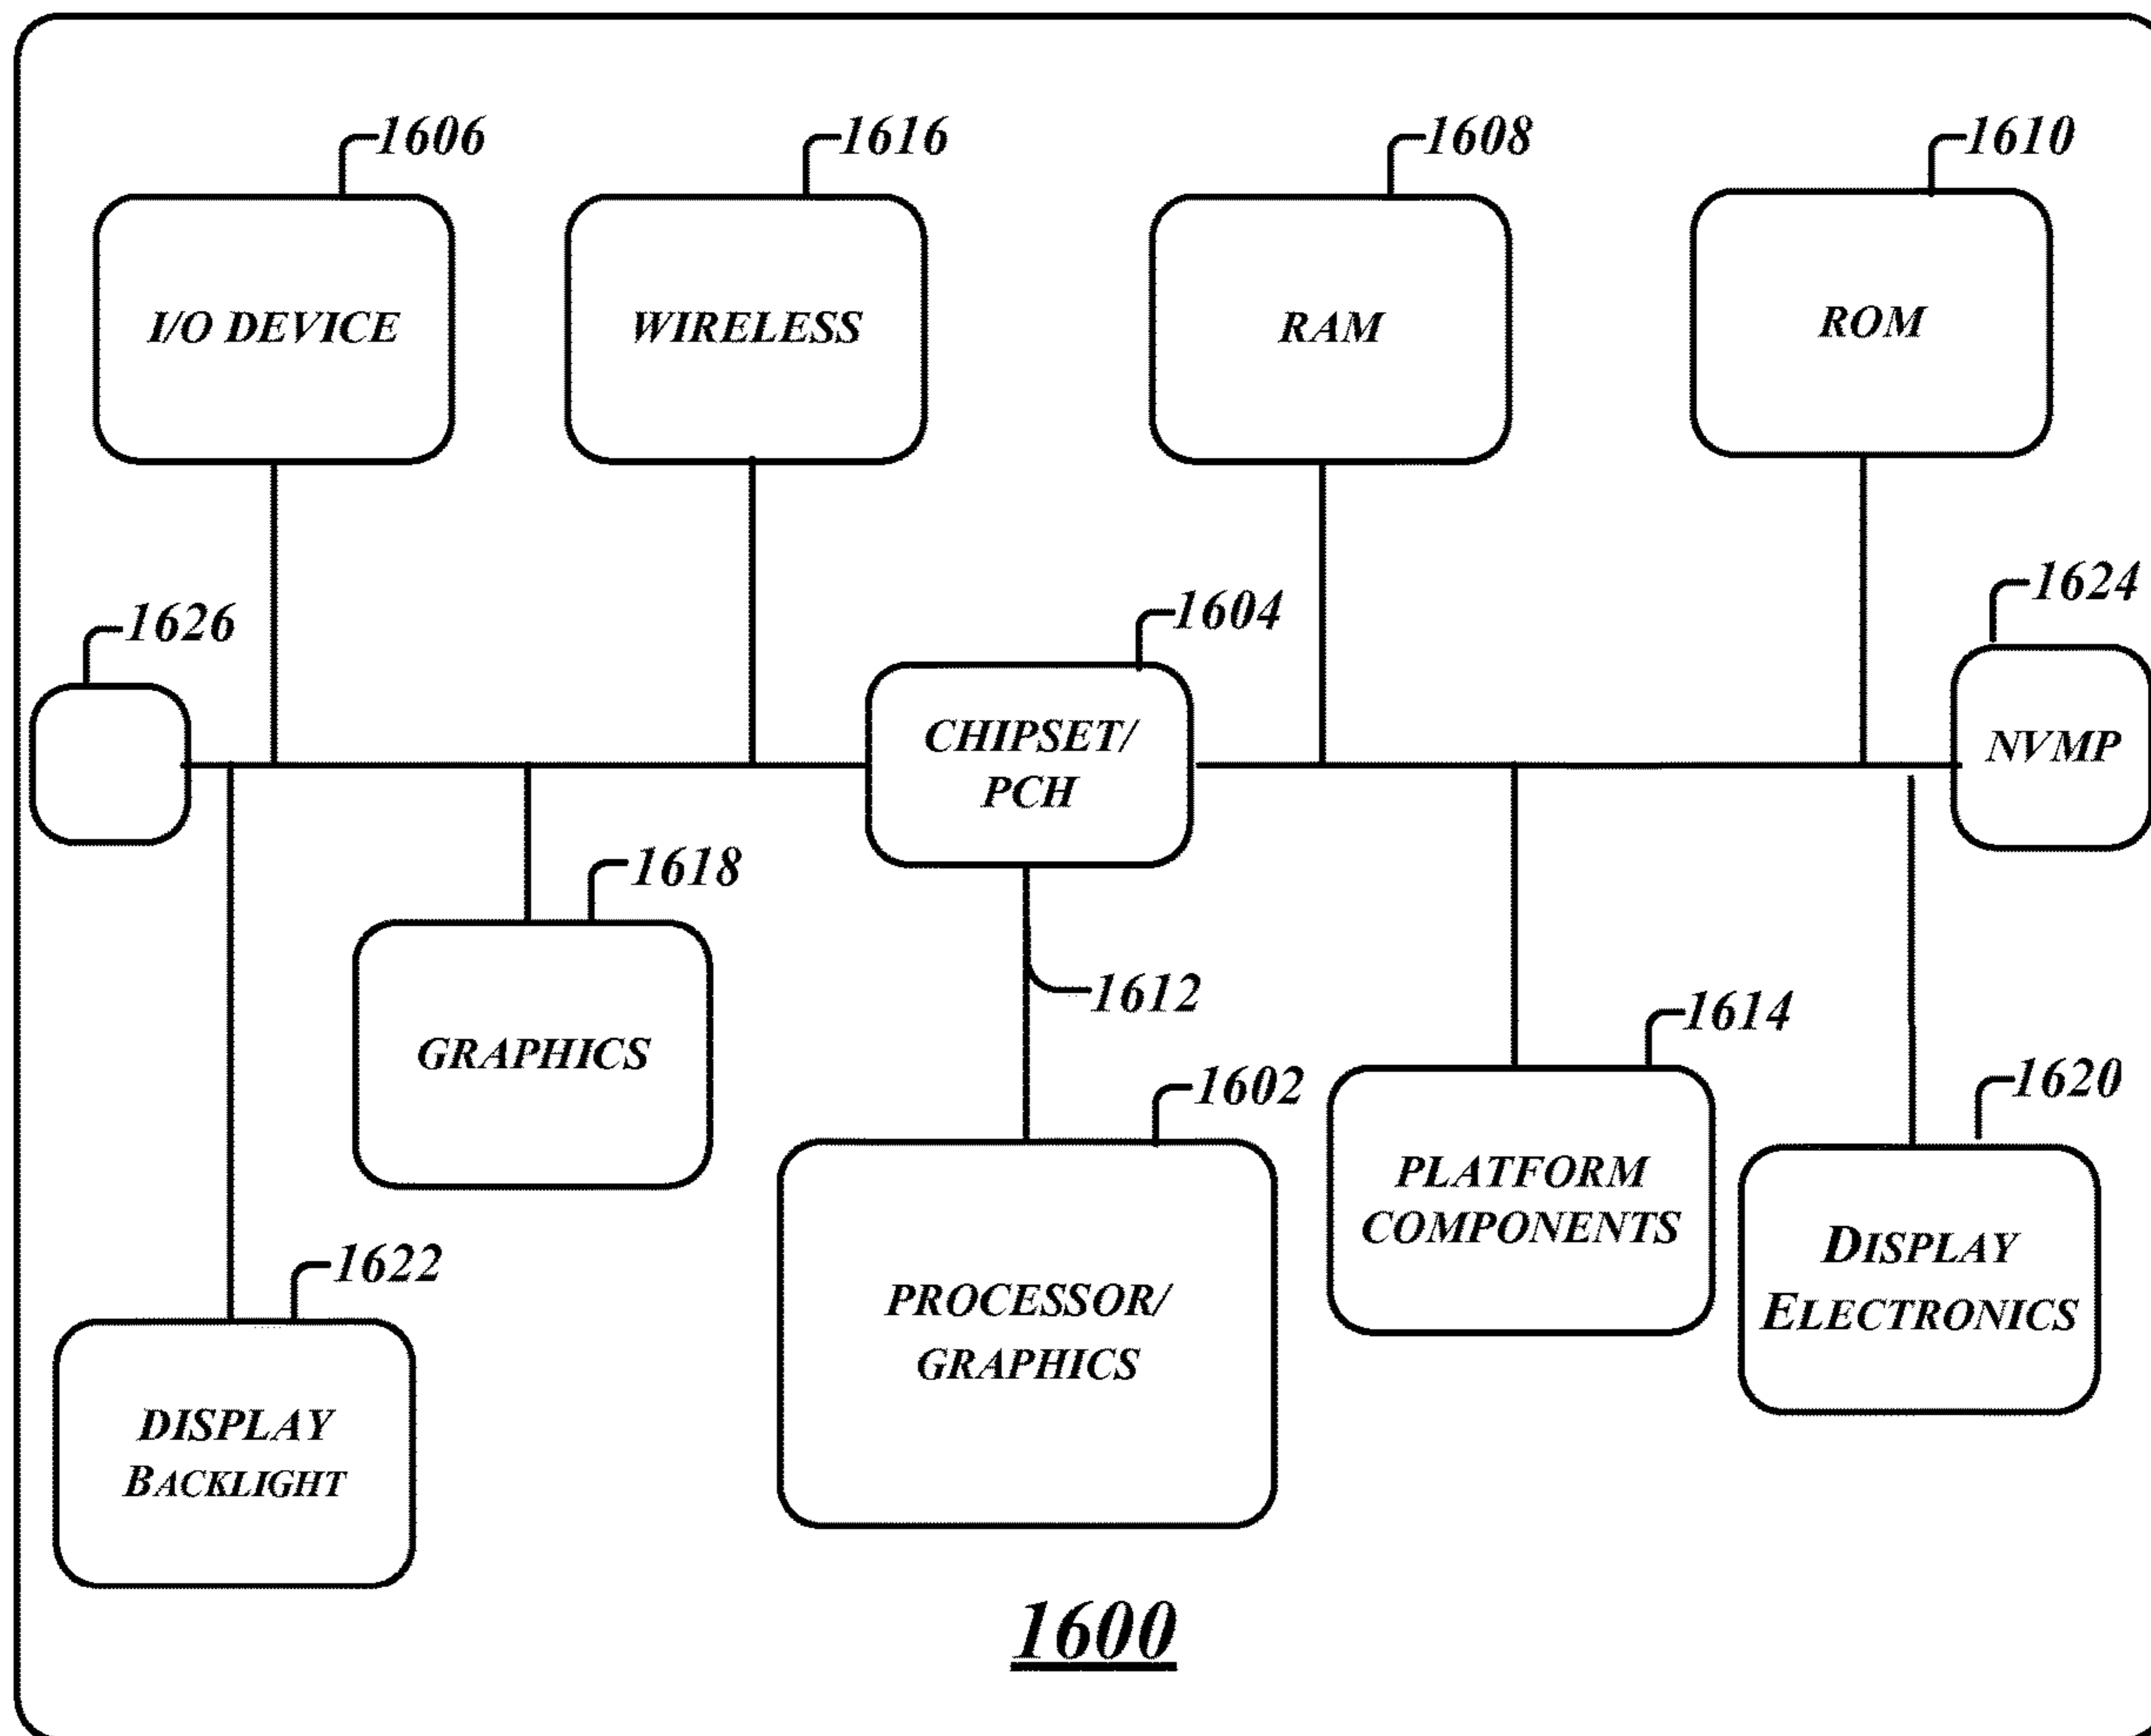 1606
1616
1608
1610
I/O DEVICE
WIRELESS
RAM
ROM
1626
1604
1624
CHIPSET/
PCH
NVMP
1618
GRAPHICS
1612
1614
1602
1620
PLATFORM
COMPONENTS
DISPLAY
ELECTRONICS
1622
PROCESSOR/
GRAPHICS
DISPLAY
BACKLIGHT
1600